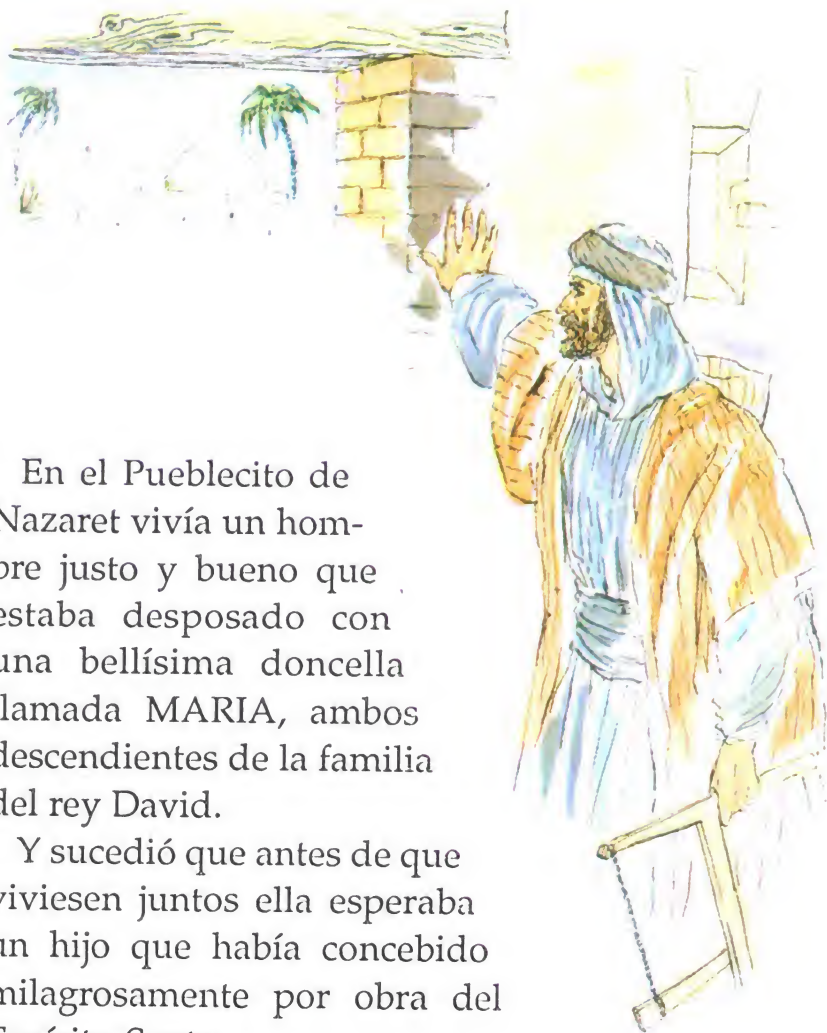 En el Pueblecito de
Nazaret vivía un hom-
bre justo y bueno que
estaba desposado con
una bellísima doncella
llamada MARIA, ambos
descendientes de la familia
del rey David.
Y sucedió que antes de que
viviesen juntos ella esperaba
un hijo que había concebido
milagrosamente por obra del
Espíritu Santo